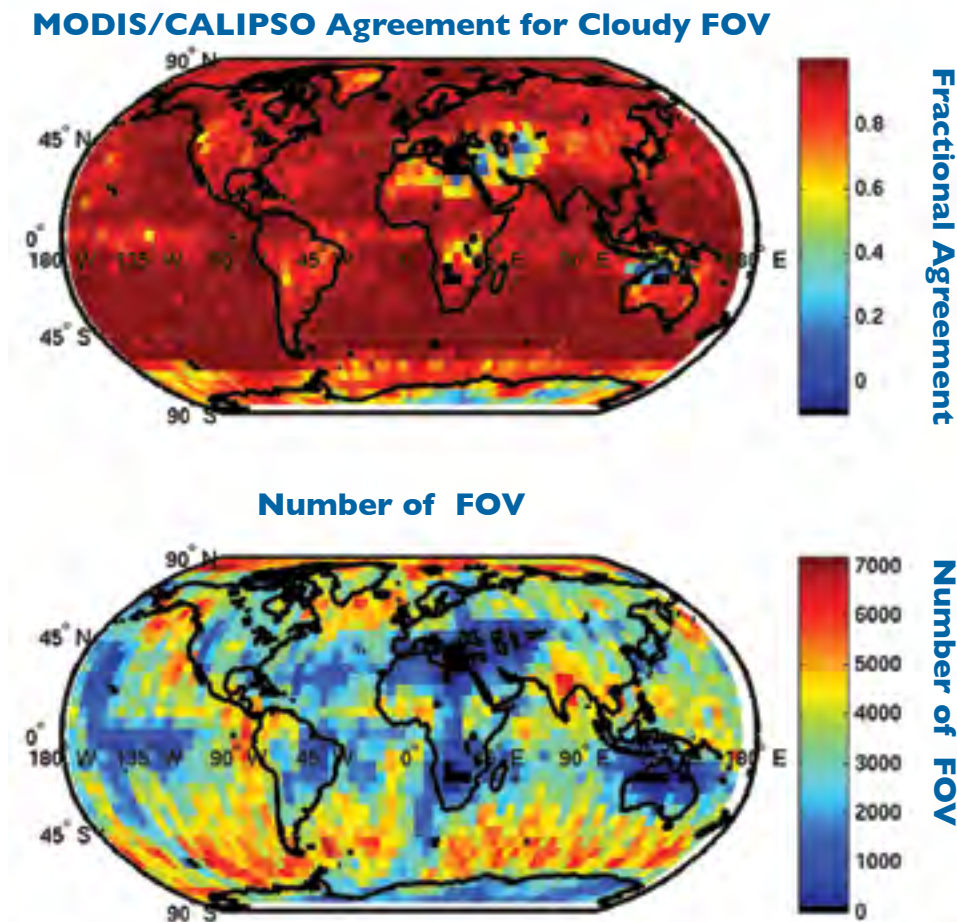 MODIS/CALIPSO Agreement for Cloudy FOV
90° N
45° N
0°
180° W 135° W 90° W 45° W 0° 45° E 90° E 180° E
45° S
90° S
0.8
0.6
0.4
0.2
0
Fractional Agreement
Number of FOV
90° N
45° N
0°
180° W 135° W 90° W 45° W 0° 45° E 90° E 180° E
45° S
90° S
7000
6000
5000
4000
3000
2000
1000
0
Number of FOV